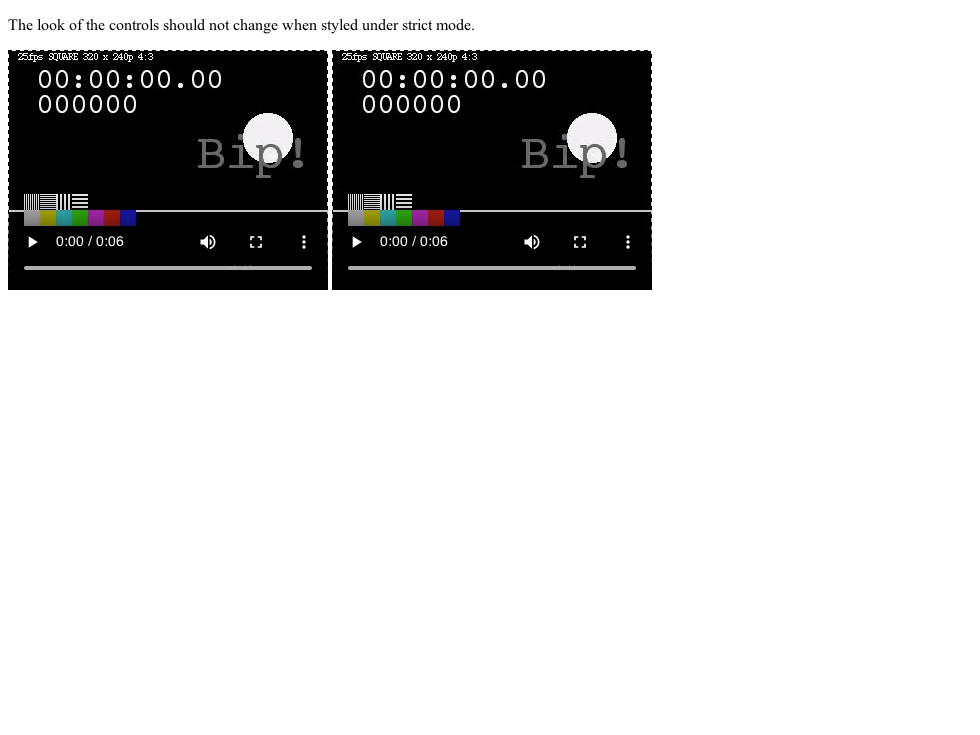 The look of the controls should not change when styled under strict mode.
25fps SQUARE 320 x 240p 4:3
00:00:00.00
000000
Bip!
0:00 / 0:06
25fps SQUARE 320 x 240p 4:3
00:00:00.00
000000
Bip!
0:00 / 0:06